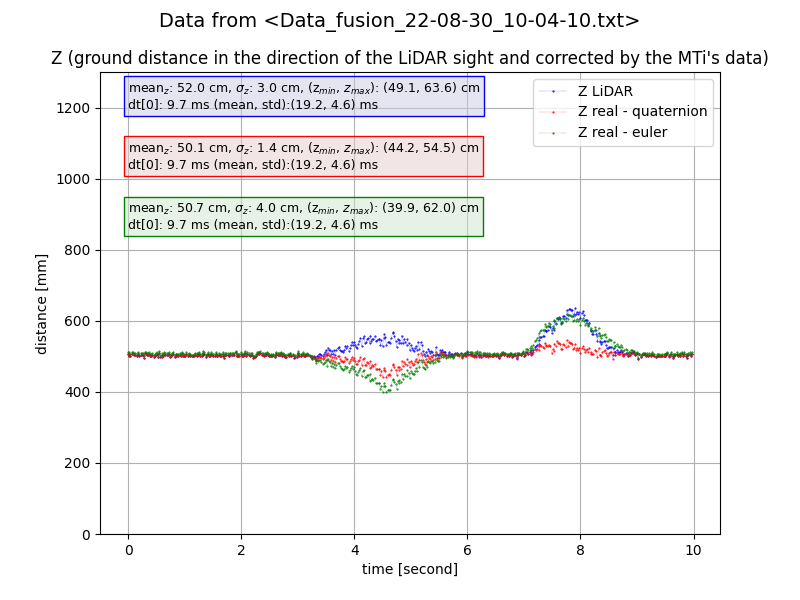 Data from <Data_fusion_22-08-30_10-04-10.txt>
Z (ground distance in the direction of the LiDAR sight and corrected by the MTi's data)
mean_z: 52.0 cm, σ_z: 3.0 cm, (z_min, z_max): (49.1, 63.6) cm
dt[0]: 9.7 ms (mean, std):(19.2, 4.6) ms
mean_z: 50.1 cm, σ_z: 1.4 cm, (z_min, z_max): (44.2, 54.5) cm
dt[0]: 9.7 ms (mean, std):(19.2, 4.6) ms
mean_z: 50.7 cm, σ_z: 4.0 cm, (z_min, z_max): (39.9, 62.0) cm
dt[0]: 9.7 ms (mean, std):(19.2, 4.6) ms
Z LiDAR
Z real - quaternion
Z real - euler
distance [mm]
1200
1000
800
600
400
200
0
0 2 4 6 8 10
time [second]